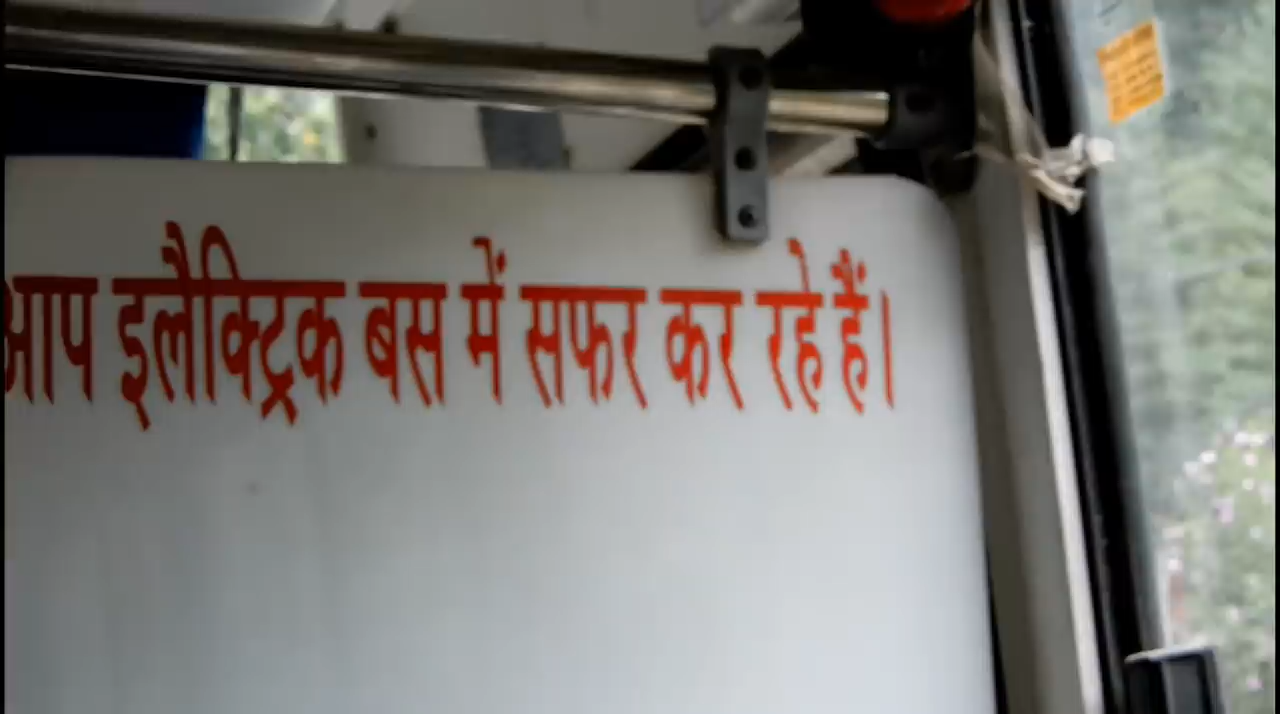 आप इलैक्ट्रिक बस में सफर कर रहे हैं।